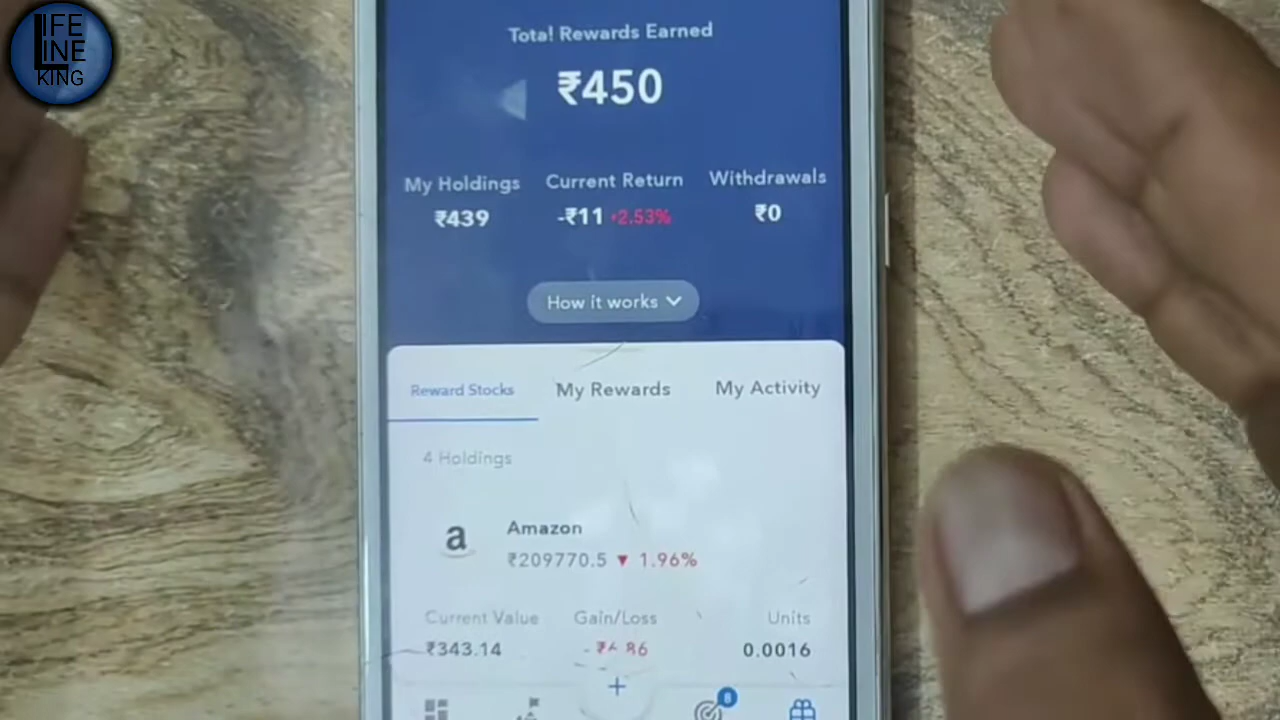 LIFE
LINE
KING
Total Rewards Earned
₹450
My Holdings Current Return Withdrawals
₹439 -₹11 -2.53% ₹0
How it works
Reward Stocks My Rewards My Activity
4 Holdings
a Amazon
₹209770.5 ▼ 1.96%
Current Value Gain/Loss Units
₹343.14 - ₹6.86 0.0016
+
8